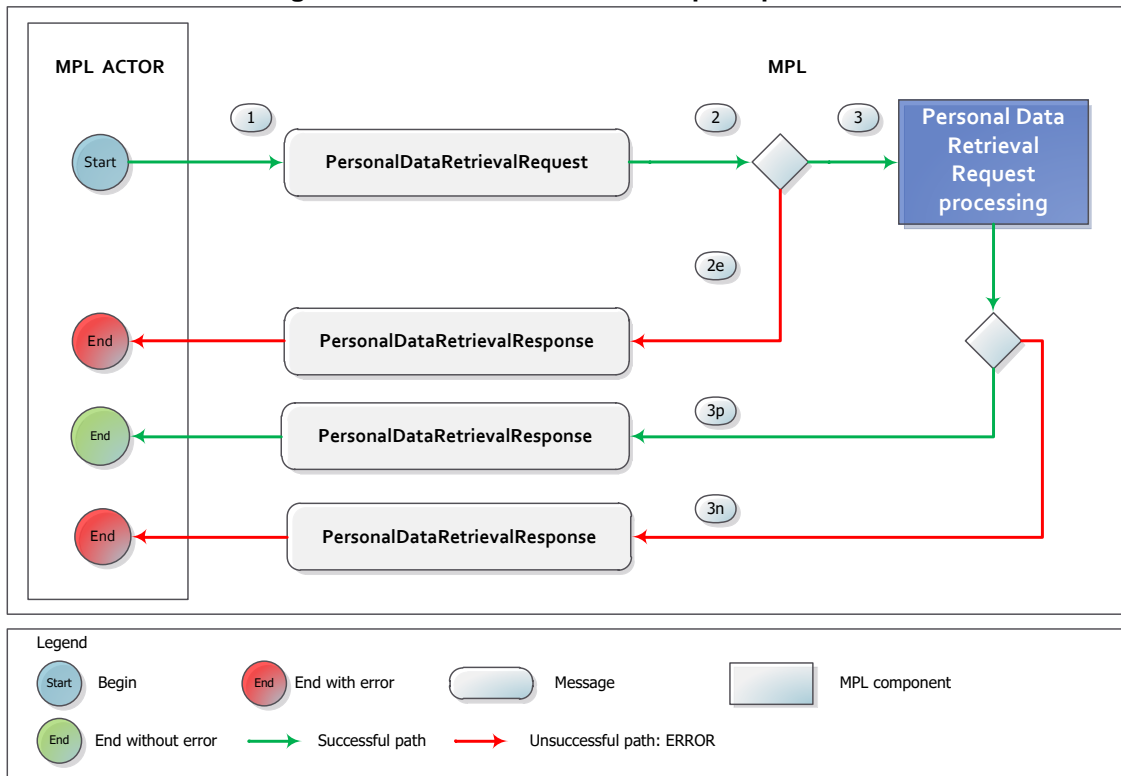 MPL ACTOR
MPL
1
2
3
Start
PersonalDataRetrievalRequest
Personal Data
Retrieval
Request
processing
2e
End
PersonalDataRetrievalResponse
3p
End
PersonalDataRetrievalResponse
3n
End
PersonalDataRetrievalResponse
Legend
Start
Begin
End
End with error
Message
MPL component
End
End without error
Successful path
Unsuccessful path: ERROR